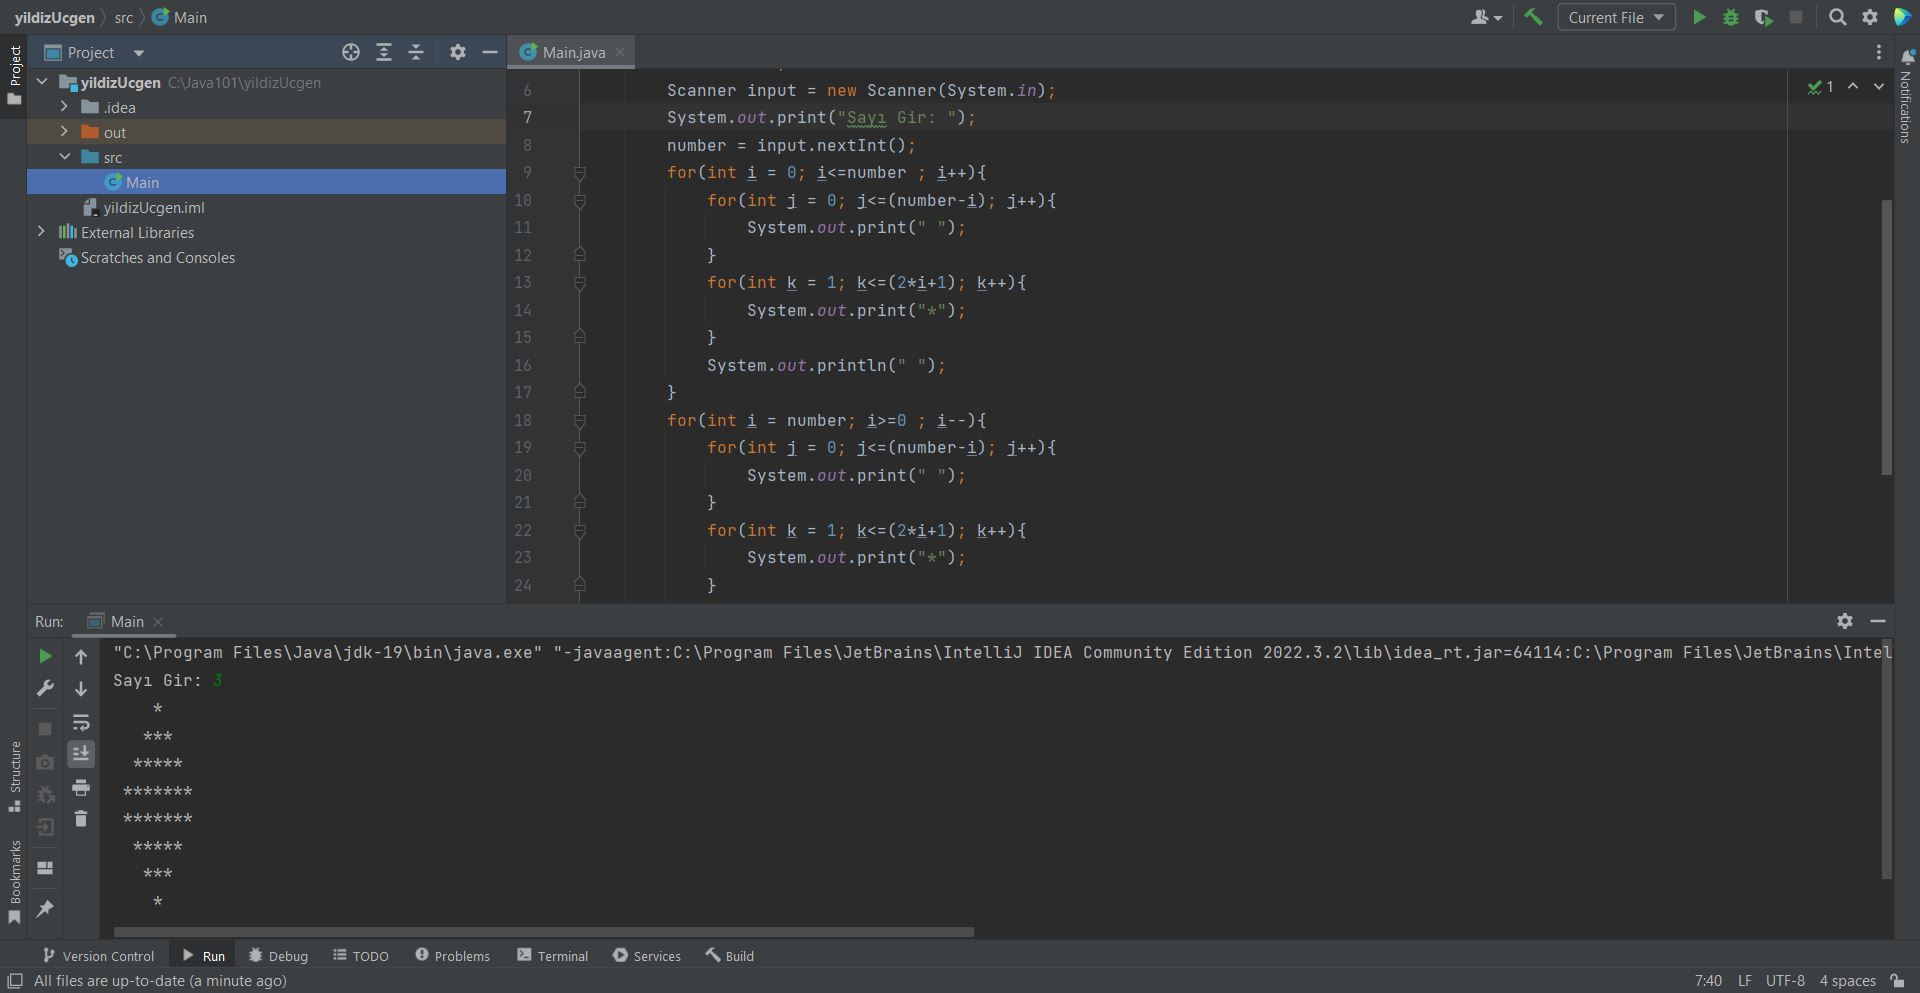 yildizUcgen src Main
Current File
Project
Project
Main.java
Notifications
yildizUcgen C:\Java101\yildizUcgen
.idea
out
src
Main
yildizUcgen.iml
External Libraries
Scratches and Consoles
1
6 Scanner input = new Scanner(System.in);
7 System.out.print("Sayı Gir: ");
8 number = input.nextInt();
9 for(int i = 0; i<=number ; i++){
10 for(int j = 0; j<=(number-i); j++){
11 System.out.print(" ");
12 }
13 for(int k = 1; k<=(2*i+1); k++){
14 System.out.print("*");
15 }
16 System.out.println(" ");
17 }
18 for(int i = number; i>=0 ; i--){
19 for(int j = 0; j<=(number-i); j++){
20 System.out.print(" ");
21 }
22 for(int k = 1; k<=(2*i+1); k++){
23 System.out.print("*");
24 }
Run: Main
"C:\Program Files\Java\jdk-19\bin\java.exe" "-javaagent:C:\Program Files\JetBrains\IntelliJ IDEA Community Edition 2022.3.2\lib\idea_rt.jar=64114:C:\Program Files\JetBrains\Intel
Sayı Gir: 3
    *
   ***
  *****
 *******
 *******
  *****
   ***
    *
Structure
Bookmarks
Version Control Run Debug TODO Problems Terminal Services Build
All files are up-to-date (a minute ago)
7:40 LF UTF-8 4 spaces